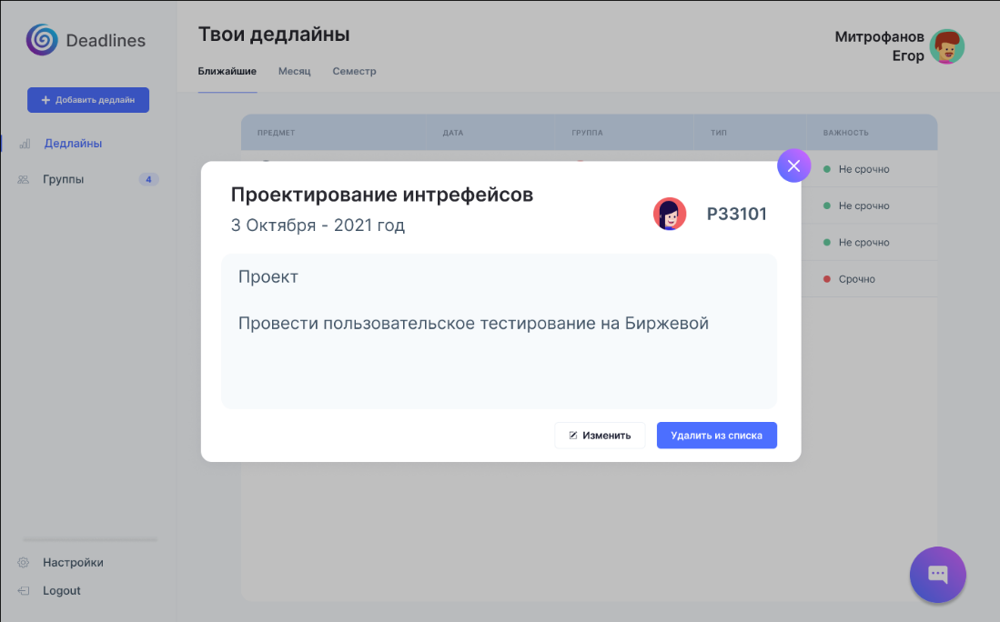 Deadlines
Добавить дедлайн
Дедлайны
Группы
4
Настройки
Logout
Твои дедлайны
Ближайшие
Месяц
Семестр
Митрофанов
Егор
ПРЕДМЕТ
ДАТА
ГРУППА
ТИП
ВАЖНОСТЬ
Не срочно
Не срочно
Не срочно
Срочно
Проектирование интрефейсов
3 Октября - 2021 год
P33101
Проект
Провести пользовательское тестирование на Биржевой
Изменить
Удалить из списка